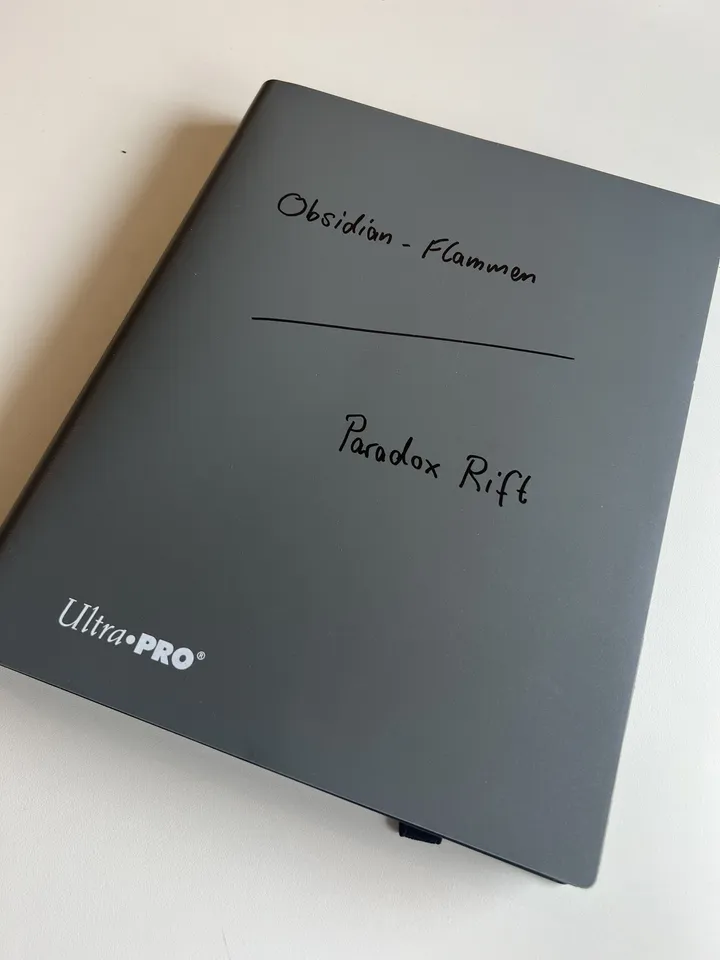 Obsidian - Flammen
Paradox Rift
Ultra•PRO®